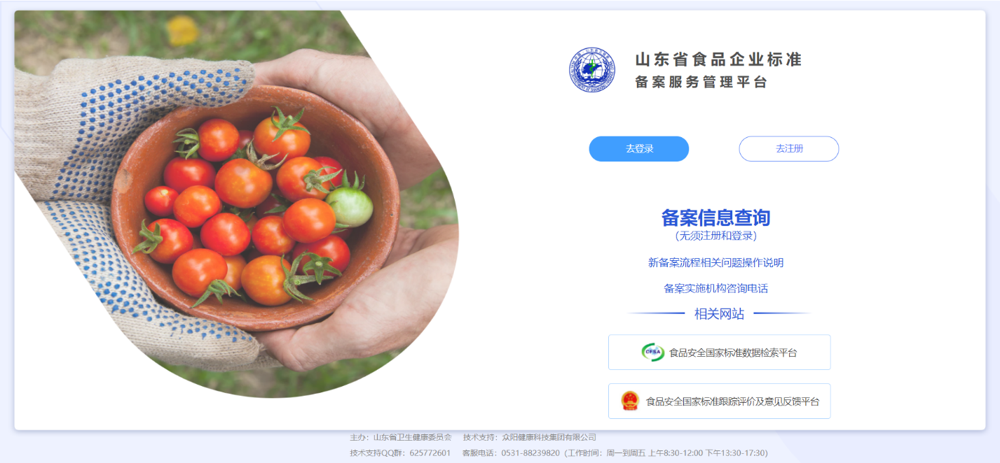 山东省食品企业标准
备案服务管理平台
去登录
去注册
备案信息查询
(无须注册和登录)
新备案流程相关问题操作说明
备案实施机构咨询电话
相关网站
CFSA 食品安全国家标准数据检索平台
食品安全国家标准跟踪评价及意见反馈平台
主办：山东省卫生健康委员会 技术支持：众阳健康科技集团有限公司
技术支持QQ群：625772601 客服电话：0531-88239820（工作时间：周一到周五 上午8:30-12:00 下午13:30-17:30）